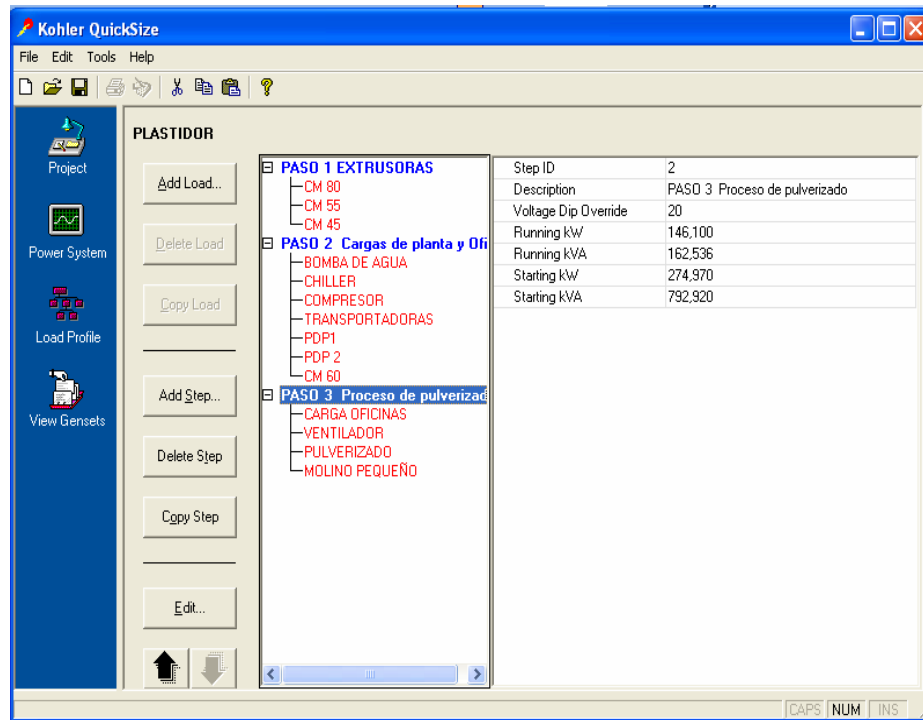 Kohler QuickSize
File Edit Tools Help
Project
Power System
Load Profile
View Gensets
PLASTIDOR
Add Load...
Delete Load
Copy Load
Add Step...
Delete Step
Copy Step
Edit...
PASO 1 EXTRUSORAS
CM 80
CM 55
CM 45
PASO 2 Cargas de planta y Ofi
BOMBA DE AGUA
CHILLER
COMPRESOR
TRANSPORTADORAS
PDP1
PDP 2
CM 60
PASO 3 Proceso de pulverizad
CARGA OFICINAS
VENTILADOR
PULVERIZADO
MOLINO PEQUEÑO
Step ID 2
Description PASO 3 Proceso de pulverizado
Voltage Dip Override 20
Running kW 146,100
Running kVA 162,536
Starting kW 274,970
Starting kVA 792,920
CAPS NUM INS